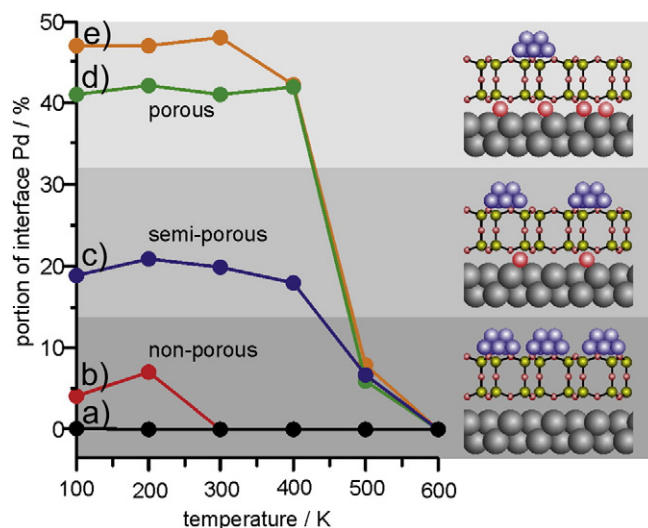 50
e)
40
d)
porous
30
portion of interface Pd / %
semi-porous
c)
20
10
non-porous
b)
a)
0
100 200 300 400 500 600
temperature / K